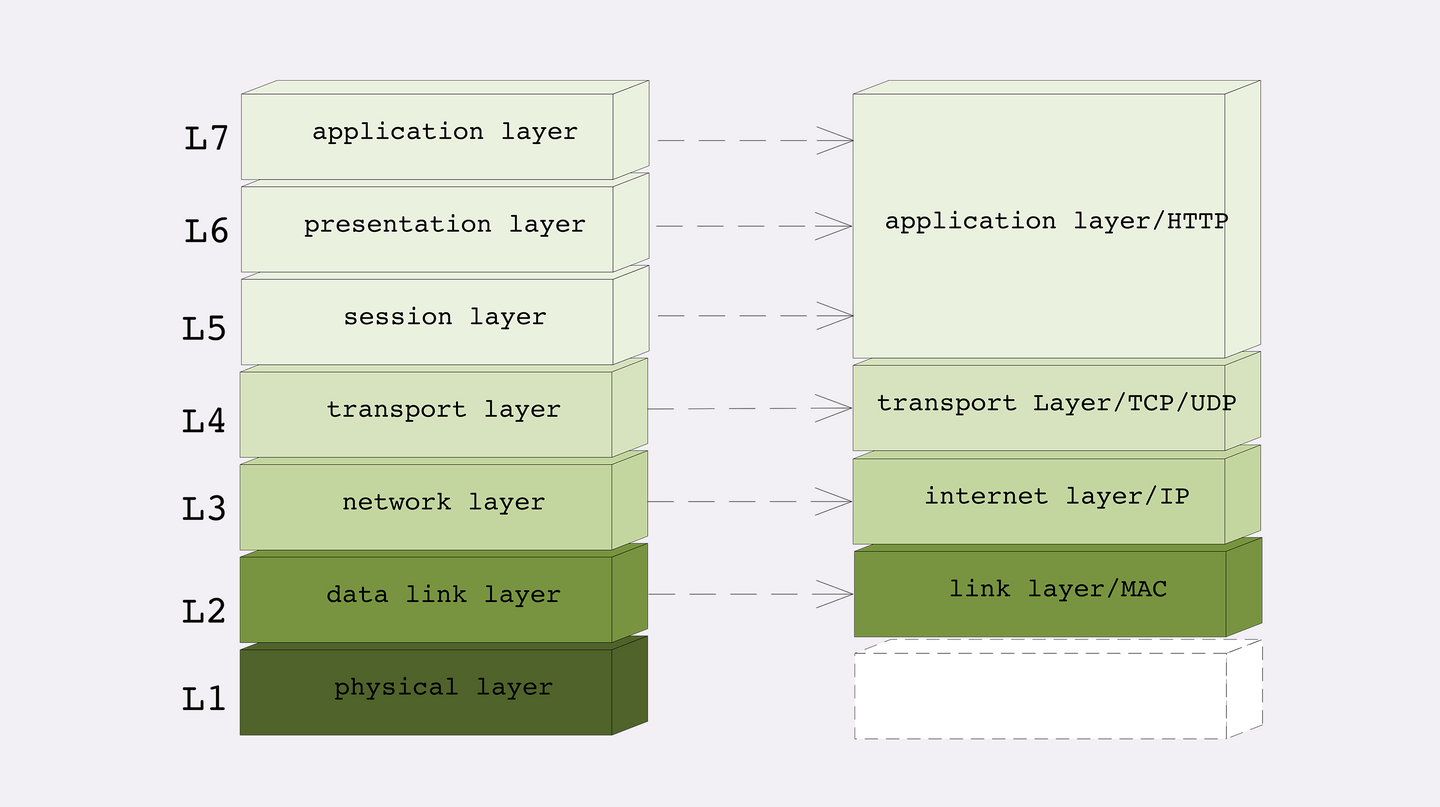 L7
application layer
L6
presentation layer
L5
session layer
L4
transport layer
L3
network layer
L2
data link layer
L1
physical layer
application layer/HTTP
transport Layer/TCP/UDP
internet layer/IP
link layer/MAC